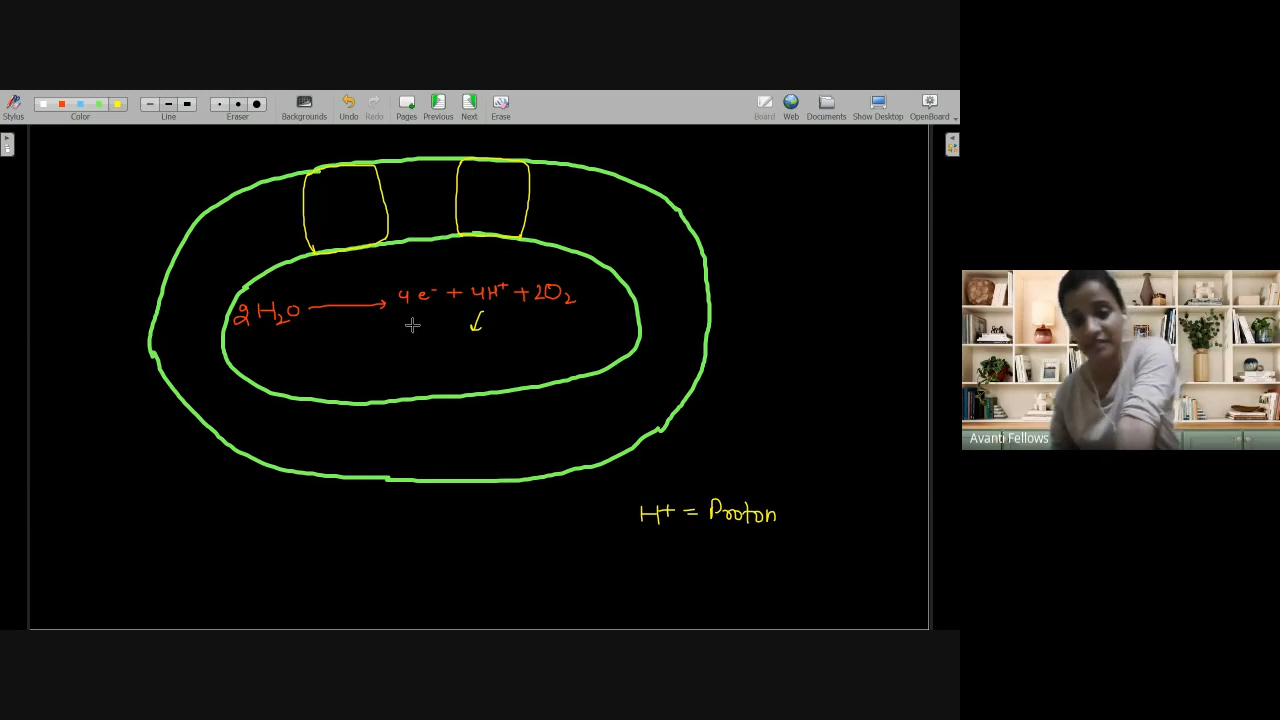 Stylus
Color
Line
Eraser
Backgrounds
Undo
Redo
Pages
Previous
Next
Erase
Board
Web
Documents
Show Desktop
OpenBoard
2H₂O ⟶ 4e⁻ + 4H⁺ + 2O₂
H+ = Proton
Avanti Fellows